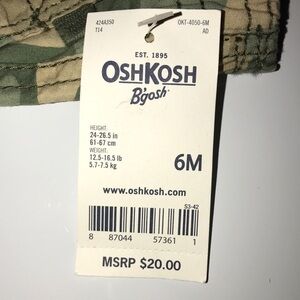 424A350 OKT-4050-6M
T14 AD
EST. 1895
OSHKOSH
B'gosh
HEIGHT:
24-26.5 in
61-67 cm
WEIGHT:
12.5-16.5 lb
5.7-7.5 kg
6M
www.oshkosh.com
S3-42
8 87044 57361 1
MSRP $20.00